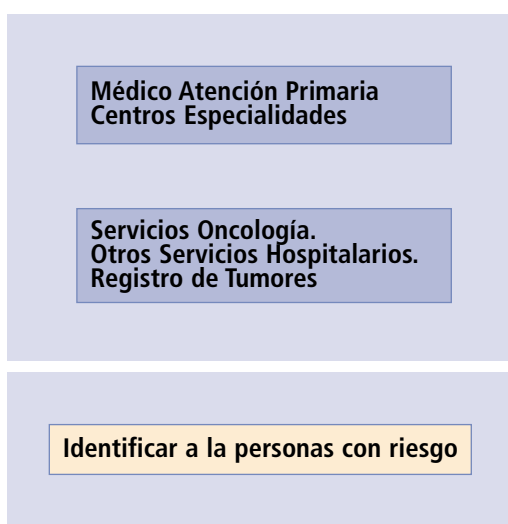 Médico Atención Primaria
Centros Especialidades
Servicios Oncología.
Otros Servicios Hospitalarios.
Registro de Tumores
Identificar a la personas con riesgo